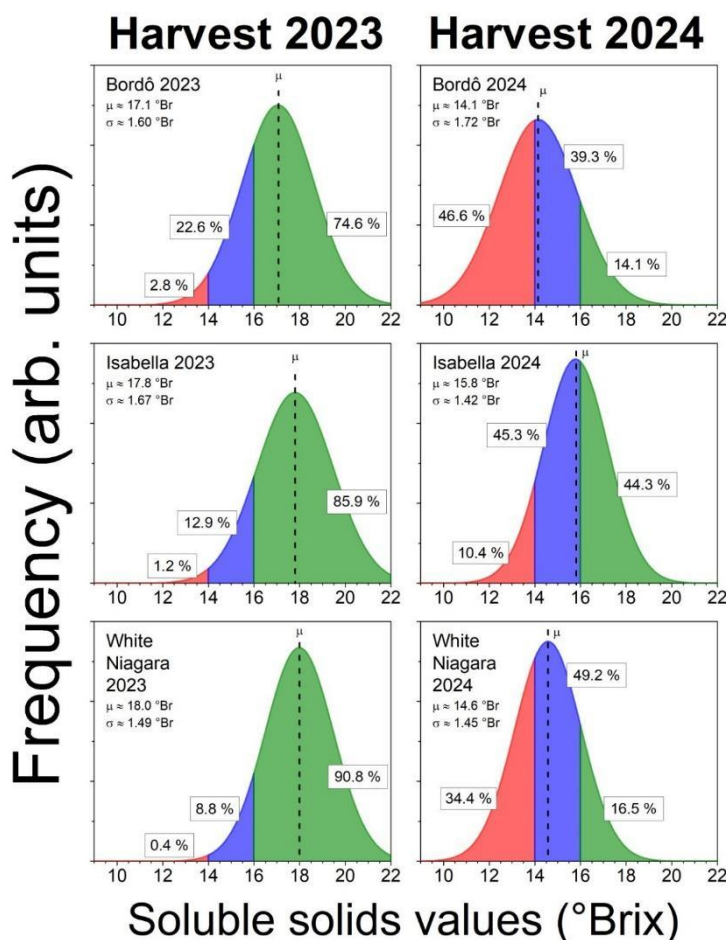 Harvest 2023
Harvest 2024
Frequency (arb. units)
Bordô 2023
μ ≈ 17.1 °Br
σ ≈ 1.60 °Br
μ
2.8 %
22.6 %
74.6 %
10 12 14 16 18 20 22
Bordô 2024
μ ≈ 14.1 °Br
σ ≈ 1.72 °Br
μ
46.6 %
39.3 %
14.1 %
10 12 14 16 18 20 22
Isabella 2023
μ ≈ 17.8 °Br
σ ≈ 1.67 °Br
μ
1.2 %
12.9 %
85.9 %
10 12 14 16 18 20 22
Isabella 2024
μ ≈ 15.8 °Br
σ ≈ 1.42 °Br
μ
10.4 %
45.3 %
44.3 %
10 12 14 16 18 20 22
White
Niagara
2023
μ ≈ 18.0 °Br
σ ≈ 1.49 °Br
μ
0.4 %
8.8 %
90.8 %
10 12 14 16 18 20 22
White
Niagara
2024
μ ≈ 14.6 °Br
σ ≈ 1.45 °Br
μ
34.4 %
49.2 %
16.5 %
10 12 14 16 18 20 22
Soluble solids values (°Brix)